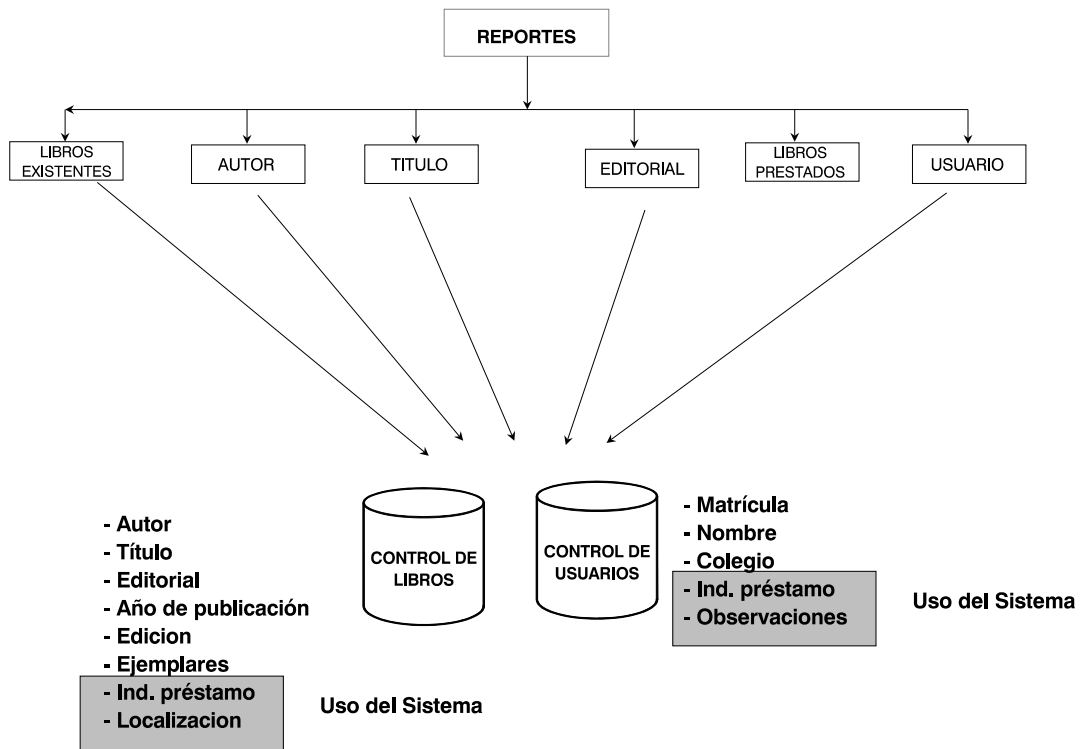 REPORTES
LIBROS
EXISTENTES
AUTOR
TITULO
EDITORIAL
LIBROS
PRESTADOS
USUARIO
CONTROL DE
LIBROS
CONTROL DE
USUARIOS
- Autor
- Título
- Editorial
- Año de publicación
- Edicion
- Ejemplares
- Ind. préstamo
- Localizacion
Uso del Sistema
- Matrícula
- Nombre
- Colegio
- Ind. préstamo
- Observaciones
Uso del Sistema